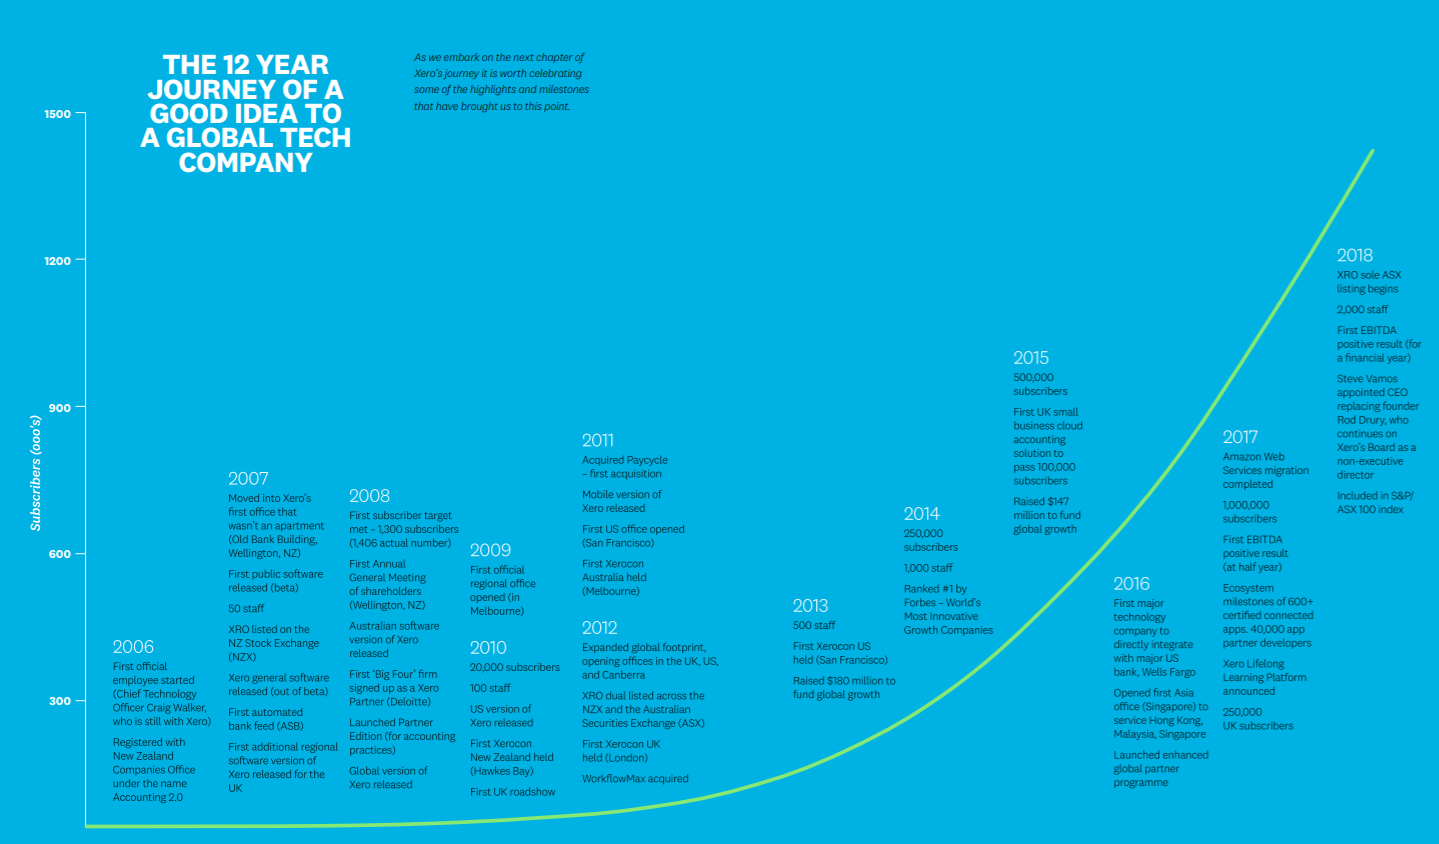 THE 12 YEAR
JOURNEY OF A
GOOD IDEA TO
A GLOBAL TECH
COMPANY
As we embark on the next chapter of
Xero's journey it is worth celebrating
some of the highlights and milestones
that have brought us to this point.
1500
1200
900
600
300
Subscribers (ooo's)
2006
First official
employee started
(Chief Technology
Officer Craig Walker,
who is still with Xero)
Registered with
New Zealand
Companies Office
under the name
Accounting 2.0
2007
Moved into Xero's
first office that
wasn't an apartment
(Old Bank Building,
Wellington, NZ)
First public software
released (beta)
50 staff
XRO listed on the
NZ Stock Exchange
(NZX)
Xero general software
released (out of beta)
First automated
bank feed (ASB)
First additional regional
software version of
Xero released for the
UK
2008
First subscriber target
met – 1,300 subscribers
(1,406 actual number)
First Annual
General Meeting
of shareholders
(Wellington, NZ)
Australian software
version of Xero
released
First 'Big Four' firm
signed up as a Xero
Partner (Deloitte)
Launched Partner
Edition (for accounting
practices)
Global version of
Xero released
2009
First official
regional office
opened (in
Melbourne)
2010
20,000 subscribers
100 staff
US version of
Xero released
First Xerocon
New Zealand held
(Hawkes Bay)
First UK roadshow
2011
Acquired Paycycle
– first acquisition
Mobile version of
Xero released
First US office opened
(San Francisco)
First Xerocon
Australia held
(Melbourne)
2012
Expanded global footprint,
opening offices in the UK, US,
and Canberra
XRO dual listed across the
NZX and the Australian
Securities Exchange (ASX)
First Xerocon UK
held (London)
WorkflowMax acquired
2013
500 staff
First Xerocon US
held (San Francisco)
Raised $180 million to
fund global growth
2014
250,000
subscribers
1,000 staff
Ranked #1 by
Forbes – World's
Most Innovative
Growth Companies
2015
500,000
subscribers
First UK small
business cloud
accounting
solution to
pass 100,000
subscribers
Raised $147
million to fund
global growth
2016
First major
technology
company to
directly integrate
with major US
bank, Wells Fargo
Opened first Asia
office (Singapore) to
service Hong Kong,
Malaysia, Singapore
Launched enhanced
global partner
programme
2017
Amazon Web
Services migration
completed
1,000,000
subscribers
First EBITDA
positive result
(at half year)
Ecosystem
milestones of 600+
certified connected
apps. 40,000 app
partner developers
Xero Lifelong
Learning Platform
announced
250,000
UK subscribers
2018
XRO sole ASX
listing begins
2,000 staff
First EBITDA
positive result (for
a financial year)
Steve Vamos
appointed CEO
replacing founder
Rod Drury, who
continues on
Xero's Board as a
non-executive
director
Included in S&P/
ASX 100 index